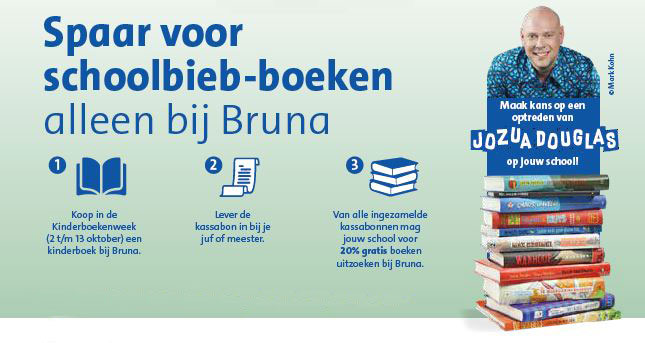 Spaar voor
schoolbieb-boeken
alleen bij Bruna
1
Koop in de
Kinderboekenweek
(2 t/m 13 oktober) een
kinderboek bij Bruna.
2
Lever de
kassabon in bij je
juf of meester.
3
Van alle ingezamelde
kassabonnen mag
jouw school voor
20% gratis boeken
uitzoeken bij Bruna.
©Mark Kohn
Maak kans op een
optreden van
JOZUA DOUGLAS
op jouw school!